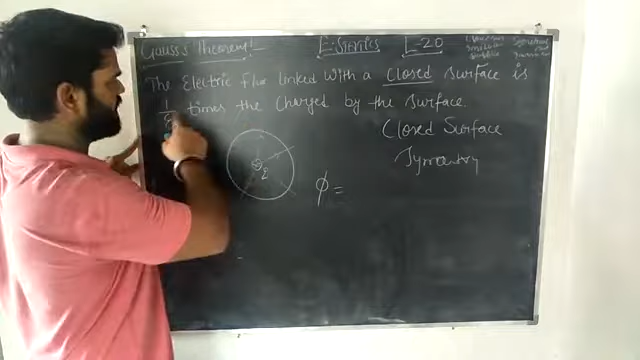 Gauss's Theorem! E-Statics L-20
The Electric Flux linked with a closed surface is
1 times the charged by the surface.
Closed Surface
Symmetry
q
ϕ =